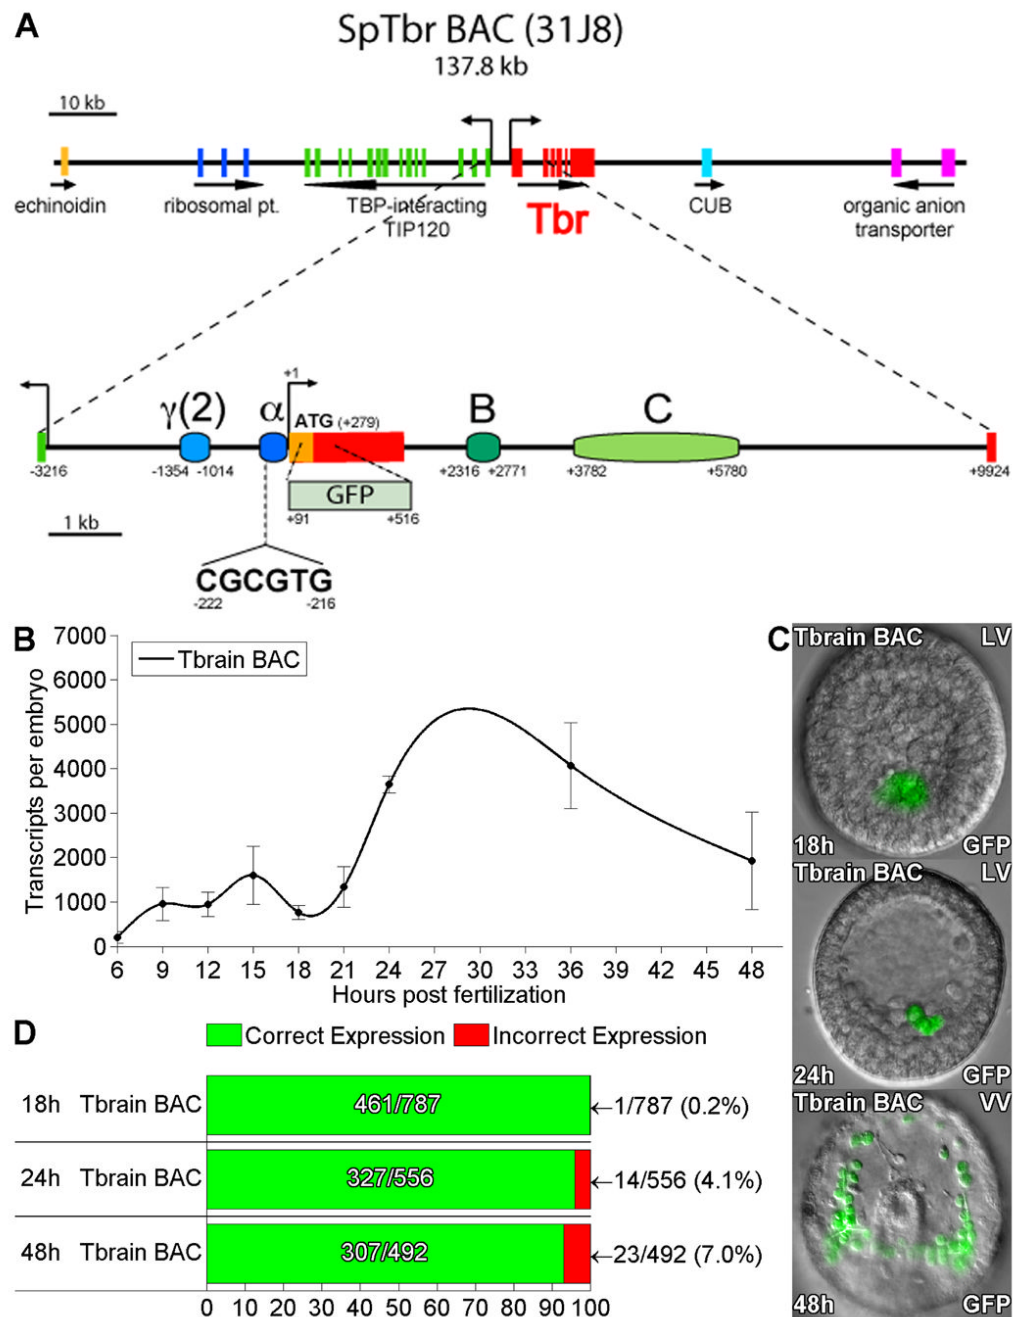 A
SpTbr BAC (31J8)
137.8 kb
10 kb
echinoidin
ribosomal pt.
TBP-interacting
TIP120
Tbr
CUB
organic anion
transporter
+1
γ(2)
α
ATG (+279)
B
C
-3216
-1354 -1014
+2316 +2771
+3782
+5780
+9924
GFP
+91
+516
1 kb
CGCGTG
-222
-216
B
Tbrain BAC
Transcripts per embryo
7000
6000
5000
4000
3000
2000
1000
0
6 9 12 15 18 21 24 27 30 33 36 39 42 45 48
Hours post fertilization
C
Tbrain BAC LV
18h GFP
Tbrain BAC LV
24h GFP
Tbrain BAC VV
48h GFP
D
Correct Expression Incorrect Expression
18h Tbrain BAC 461/787 ←1/787 (0.2%)
24h Tbrain BAC 327/556 ←14/556 (4.1%)
48h Tbrain BAC 307/492 ←23/492 (7.0%)
0 10 20 30 40 50 60 70 80 90 100